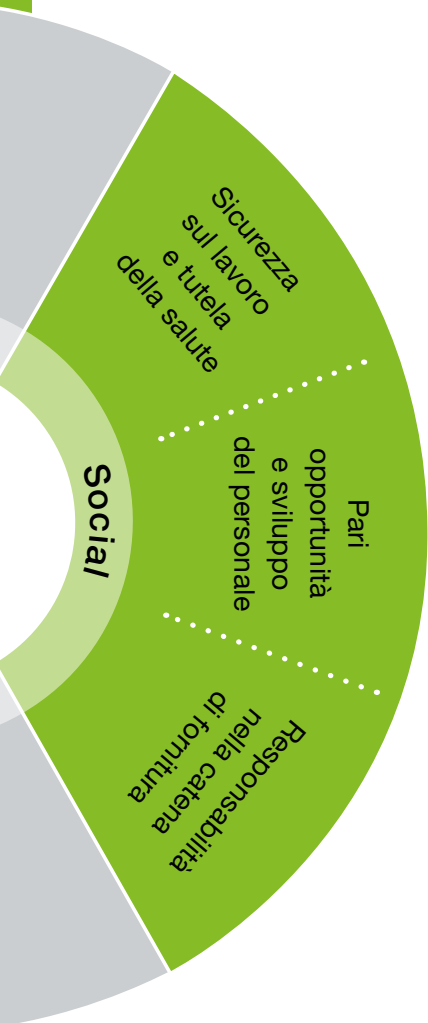 Social
Sicurezza
sul lavoro
e tutela
della salute
Pari
opportunità
e sviluppo
del personale
Responsabilità
nella catena
di fornitura